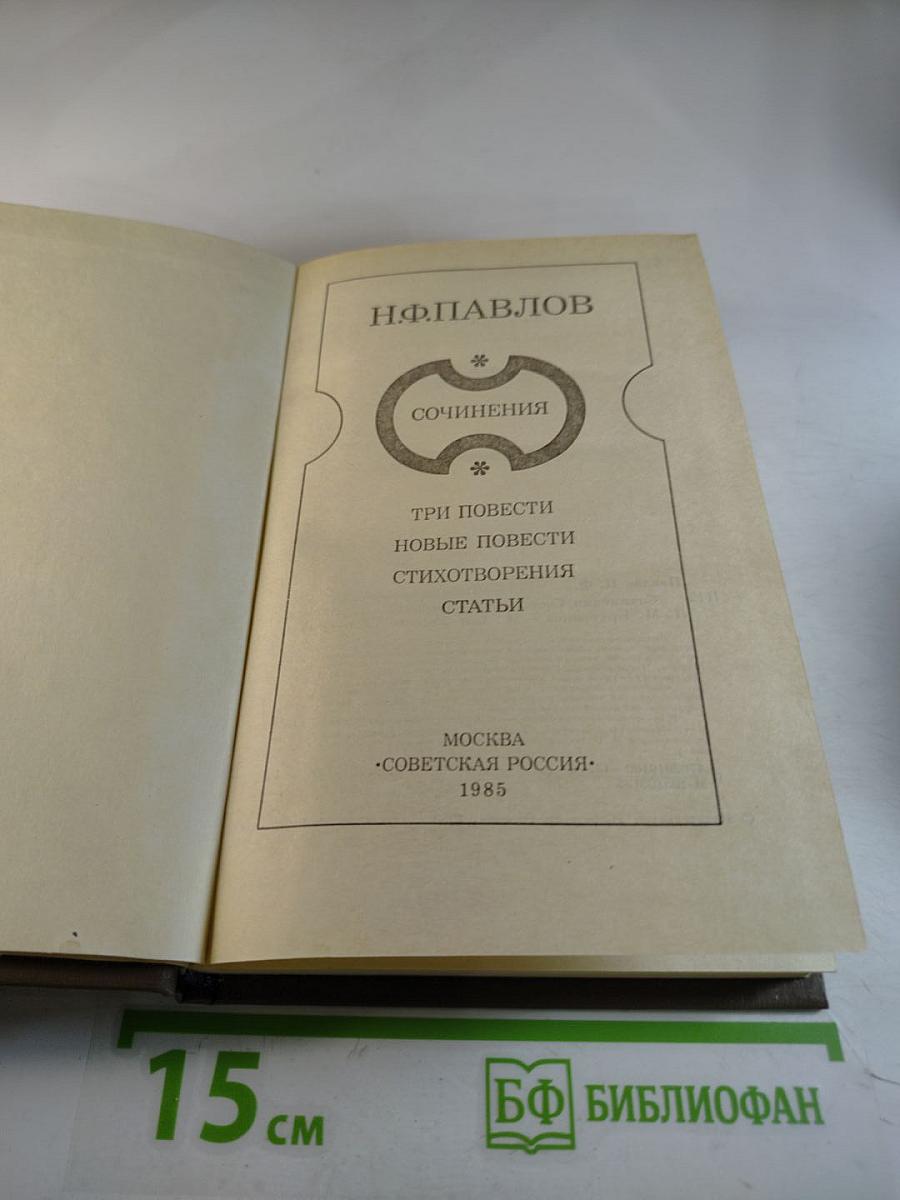 Н.Ф.ПАВЛОВ
*
СОЧИНЕНИЯ
*
ТРИ ПОВЕСТИ
НОВЫЕ ПОВЕСТИ
СТИХОТВОРЕНИЯ
СТАТЬИ
МОСКВА
·СОВЕТСКАЯ РОССИЯ·
1985
15 см
БФ БИБЛИОФАН